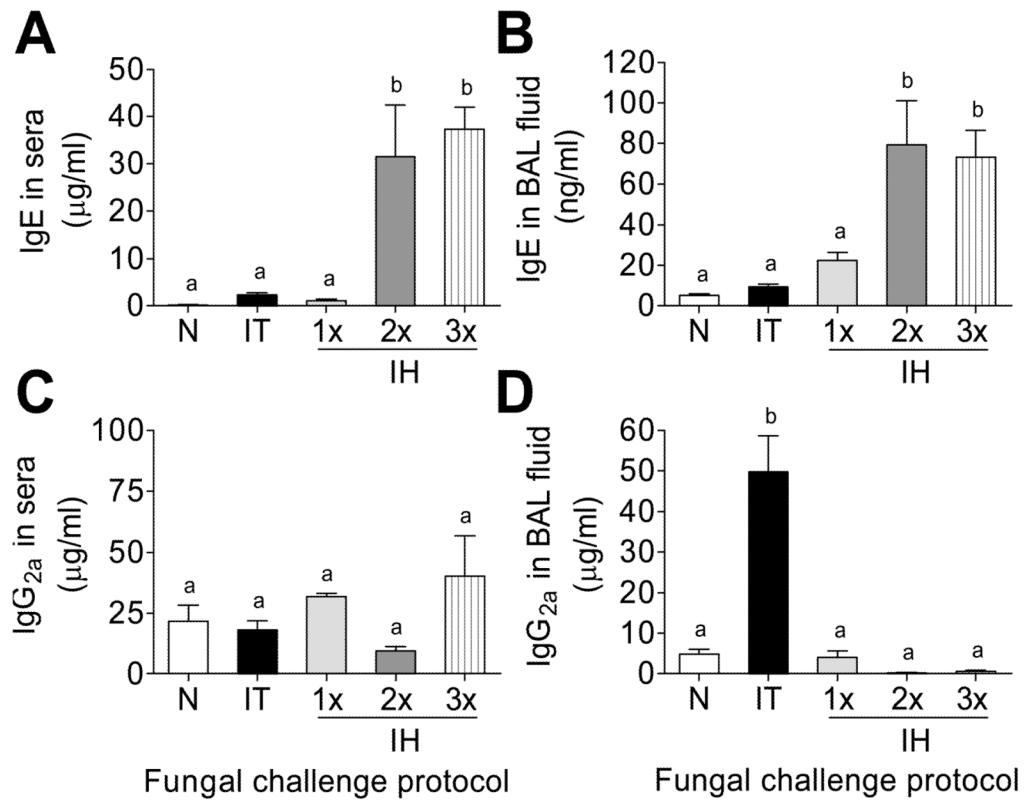 A
IgE in sera
(μg/ml)
50
40
30
20
10
0
a
a
a
b
b
N IT 1x 2x 3x
IH
B
IgE in BAL fluid
(ng/ml)
120
100
80
60
40
20
0
a
a
a
b
b
N IT 1x 2x 3x
IH
C
IgG2a in sera
(μg/ml)
100
75
50
25
0
a
a
a
a
a
N IT 1x 2x 3x
IH
Fungal challenge protocol
D
IgG2a in BAL fluid
(μg/ml)
60
50
40
30
20
10
0
a
b
a
a
a
N IT 1x 2x 3x
IH
Fungal challenge protocol